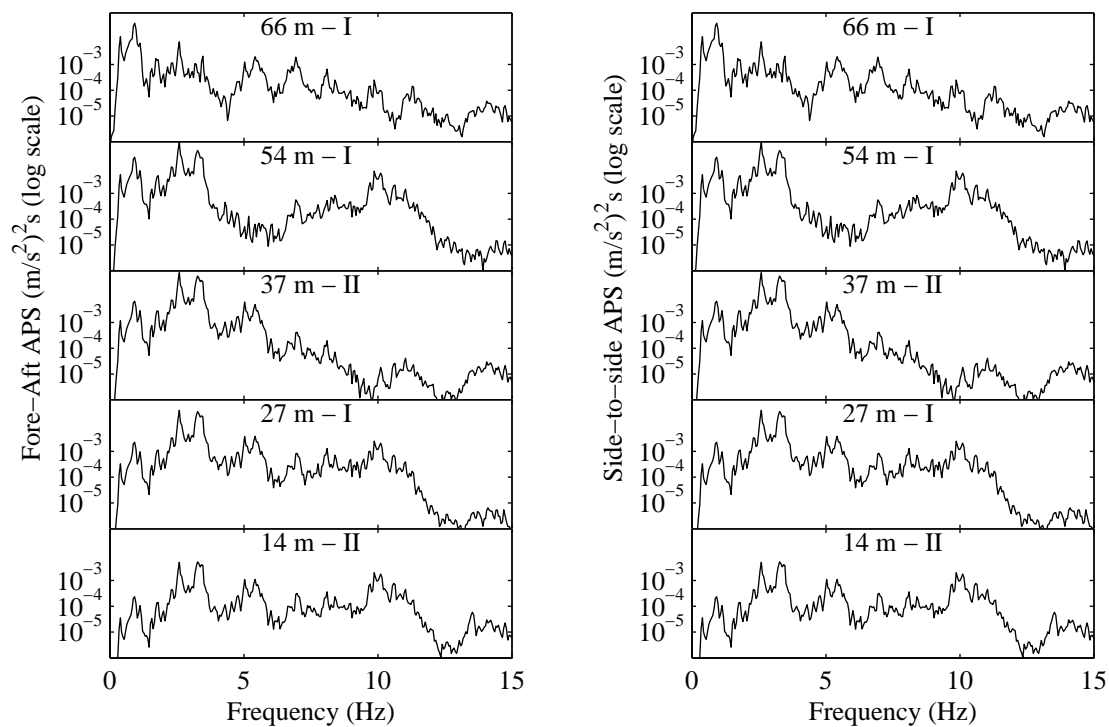 66 m – I
10⁻³
10⁻⁴
10⁻⁵
54 m – I
10⁻³
10⁻⁴
10⁻⁵
37 m – II
10⁻³
10⁻⁴
10⁻⁵
27 m – I
10⁻³
10⁻⁴
10⁻⁵
14 m – II
10⁻³
10⁻⁴
10⁻⁵
0 5 10 15
Frequency (Hz)
Fore–Aft APS (m/s²)²s (log scale)
66 m – I
10⁻³
10⁻⁴
10⁻⁵
54 m – I
10⁻³
10⁻⁴
10⁻⁵
37 m – II
10⁻³
10⁻⁴
10⁻⁵
27 m – I
10⁻³
10⁻⁴
10⁻⁵
14 m – II
10⁻³
10⁻⁴
10⁻⁵
0 5 10 15
Frequency (Hz)
Side–to–side APS (m/s²)²s (log scale)